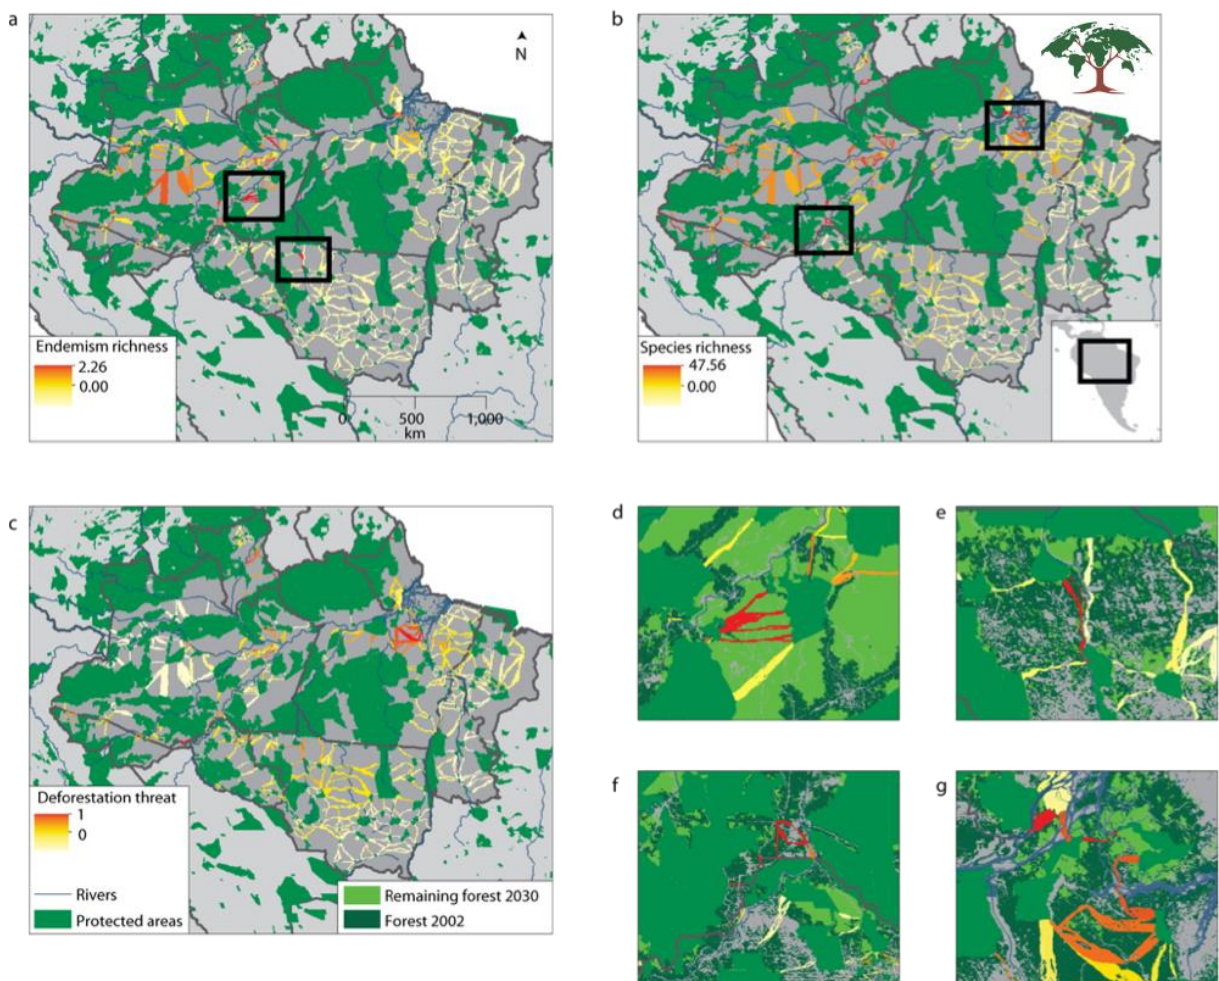 a
N
Endemism richness
2.26
0.00
0 500 1,000
km
b
Species richness
47.56
0.00
c
Deforestation threat
1
0
Rivers
Protected areas
Remaining forest 2030
Forest 2002
d
e
f
g